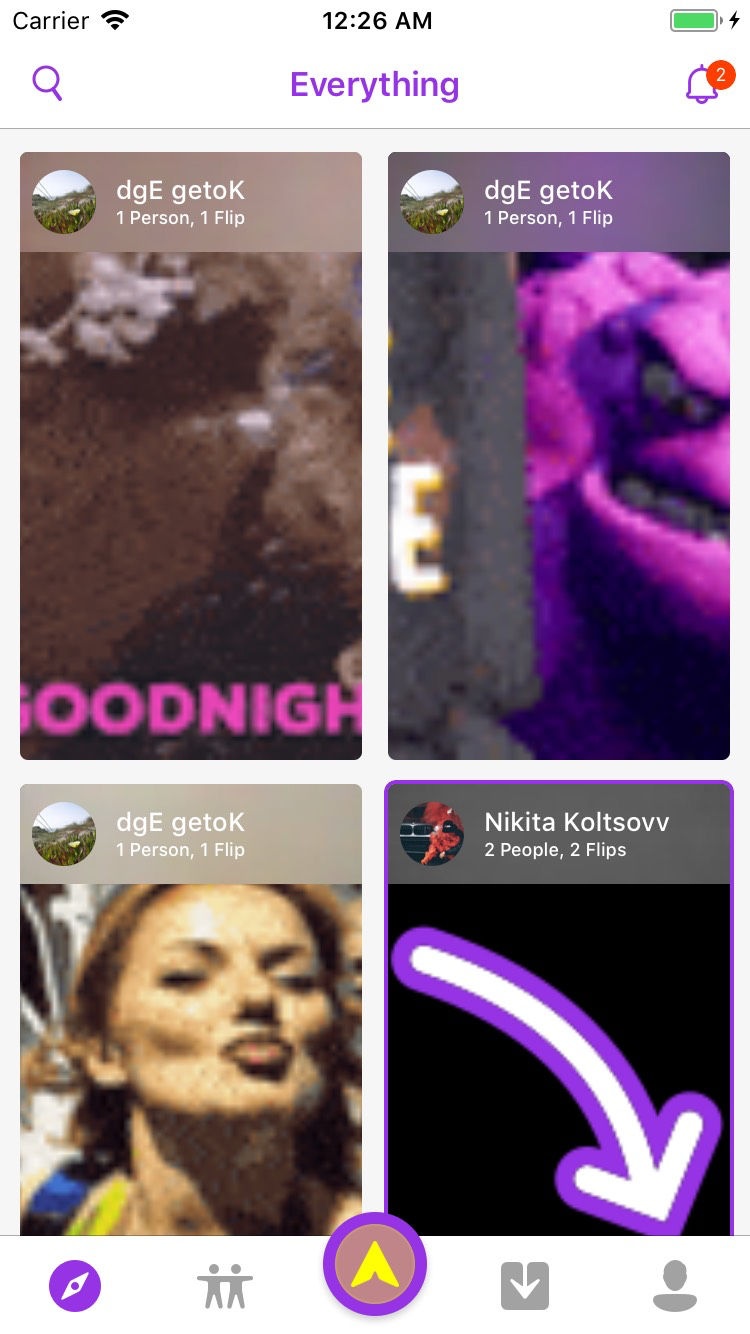 Carrier
12:26 AM
Everything
2
dgE getoK
1 Person, 1 Flip
dgE getoK
1 Person, 1 Flip
E
GOODNIGH
dgE getoK
1 Person, 1 Flip
Nikita Koltsovv
2 People, 2 Flips